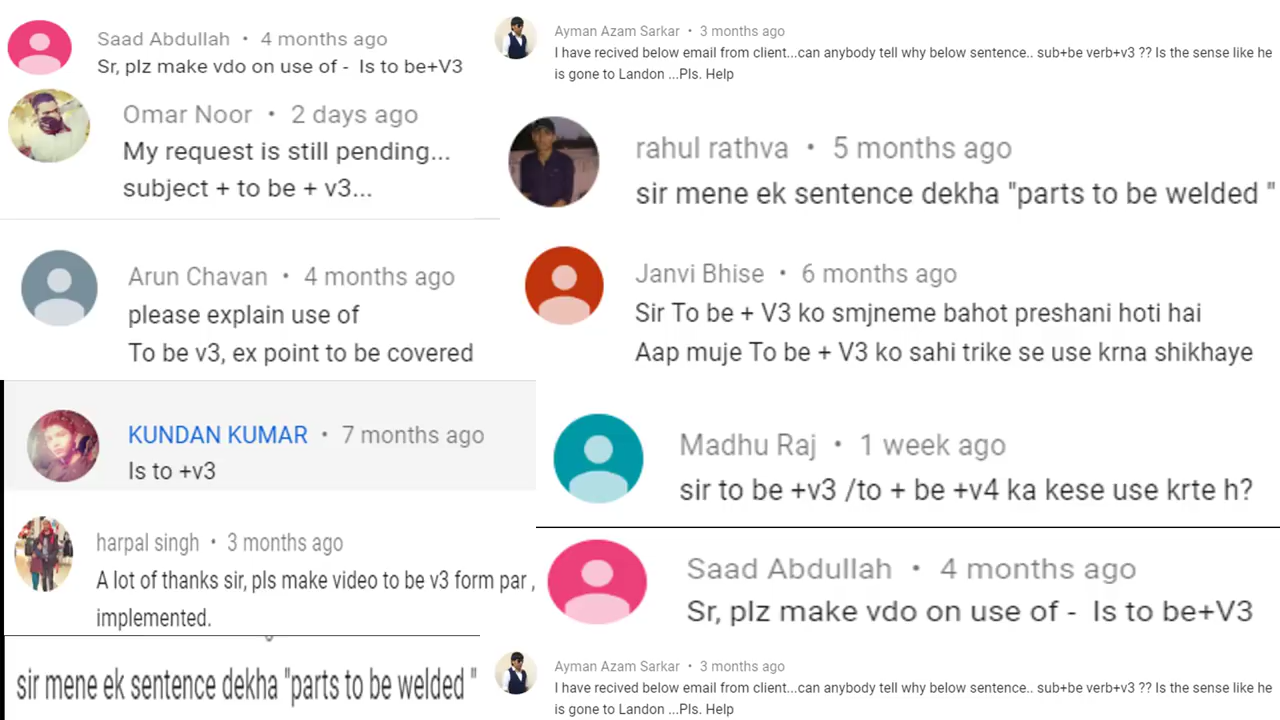 Saad Abdullah • 4 months ago
Sr, plz make vdo on use of - Is to be+V3
Omar Noor • 2 days ago
My request is still pending...
subject + to be + v3...
Arun Chavan • 4 months ago
please explain use of
To be v3, ex point to be covered
KUNDAN KUMAR • 7 months ago
Is to +v3
harpal singh • 3 months ago
A lot of thanks sir, pls make video to be v3 form par ,
implemented.
sir mene ek sentence dekha "parts to be welded "
Ayman Azam Sarkar • 3 months ago
I have recived below email from client...can anybody tell why below sentence.. sub+be verb+v3 ?? Is the sense like he
is gone to Landon ...Pls. Help
rahul rathva • 5 months ago
sir mene ek sentence dekha "parts to be welded "
Janvi Bhise • 6 months ago
Sir To be + V3 ko smjneme bahot preshani hoti hai
Aap muje To be + V3 ko sahi trike se use krna shikhaye
Madhu Raj • 1 week ago
sir to be +v3 /to + be +v4 ka kese use krte h?
Saad Abdullah • 4 months ago
Sr, plz make vdo on use of - Is to be+V3
Ayman Azam Sarkar • 3 months ago
I have recived below email from client...can anybody tell why below sentence.. sub+be verb+v3 ?? Is the sense like he
is gone to Landon ...Pls. Help